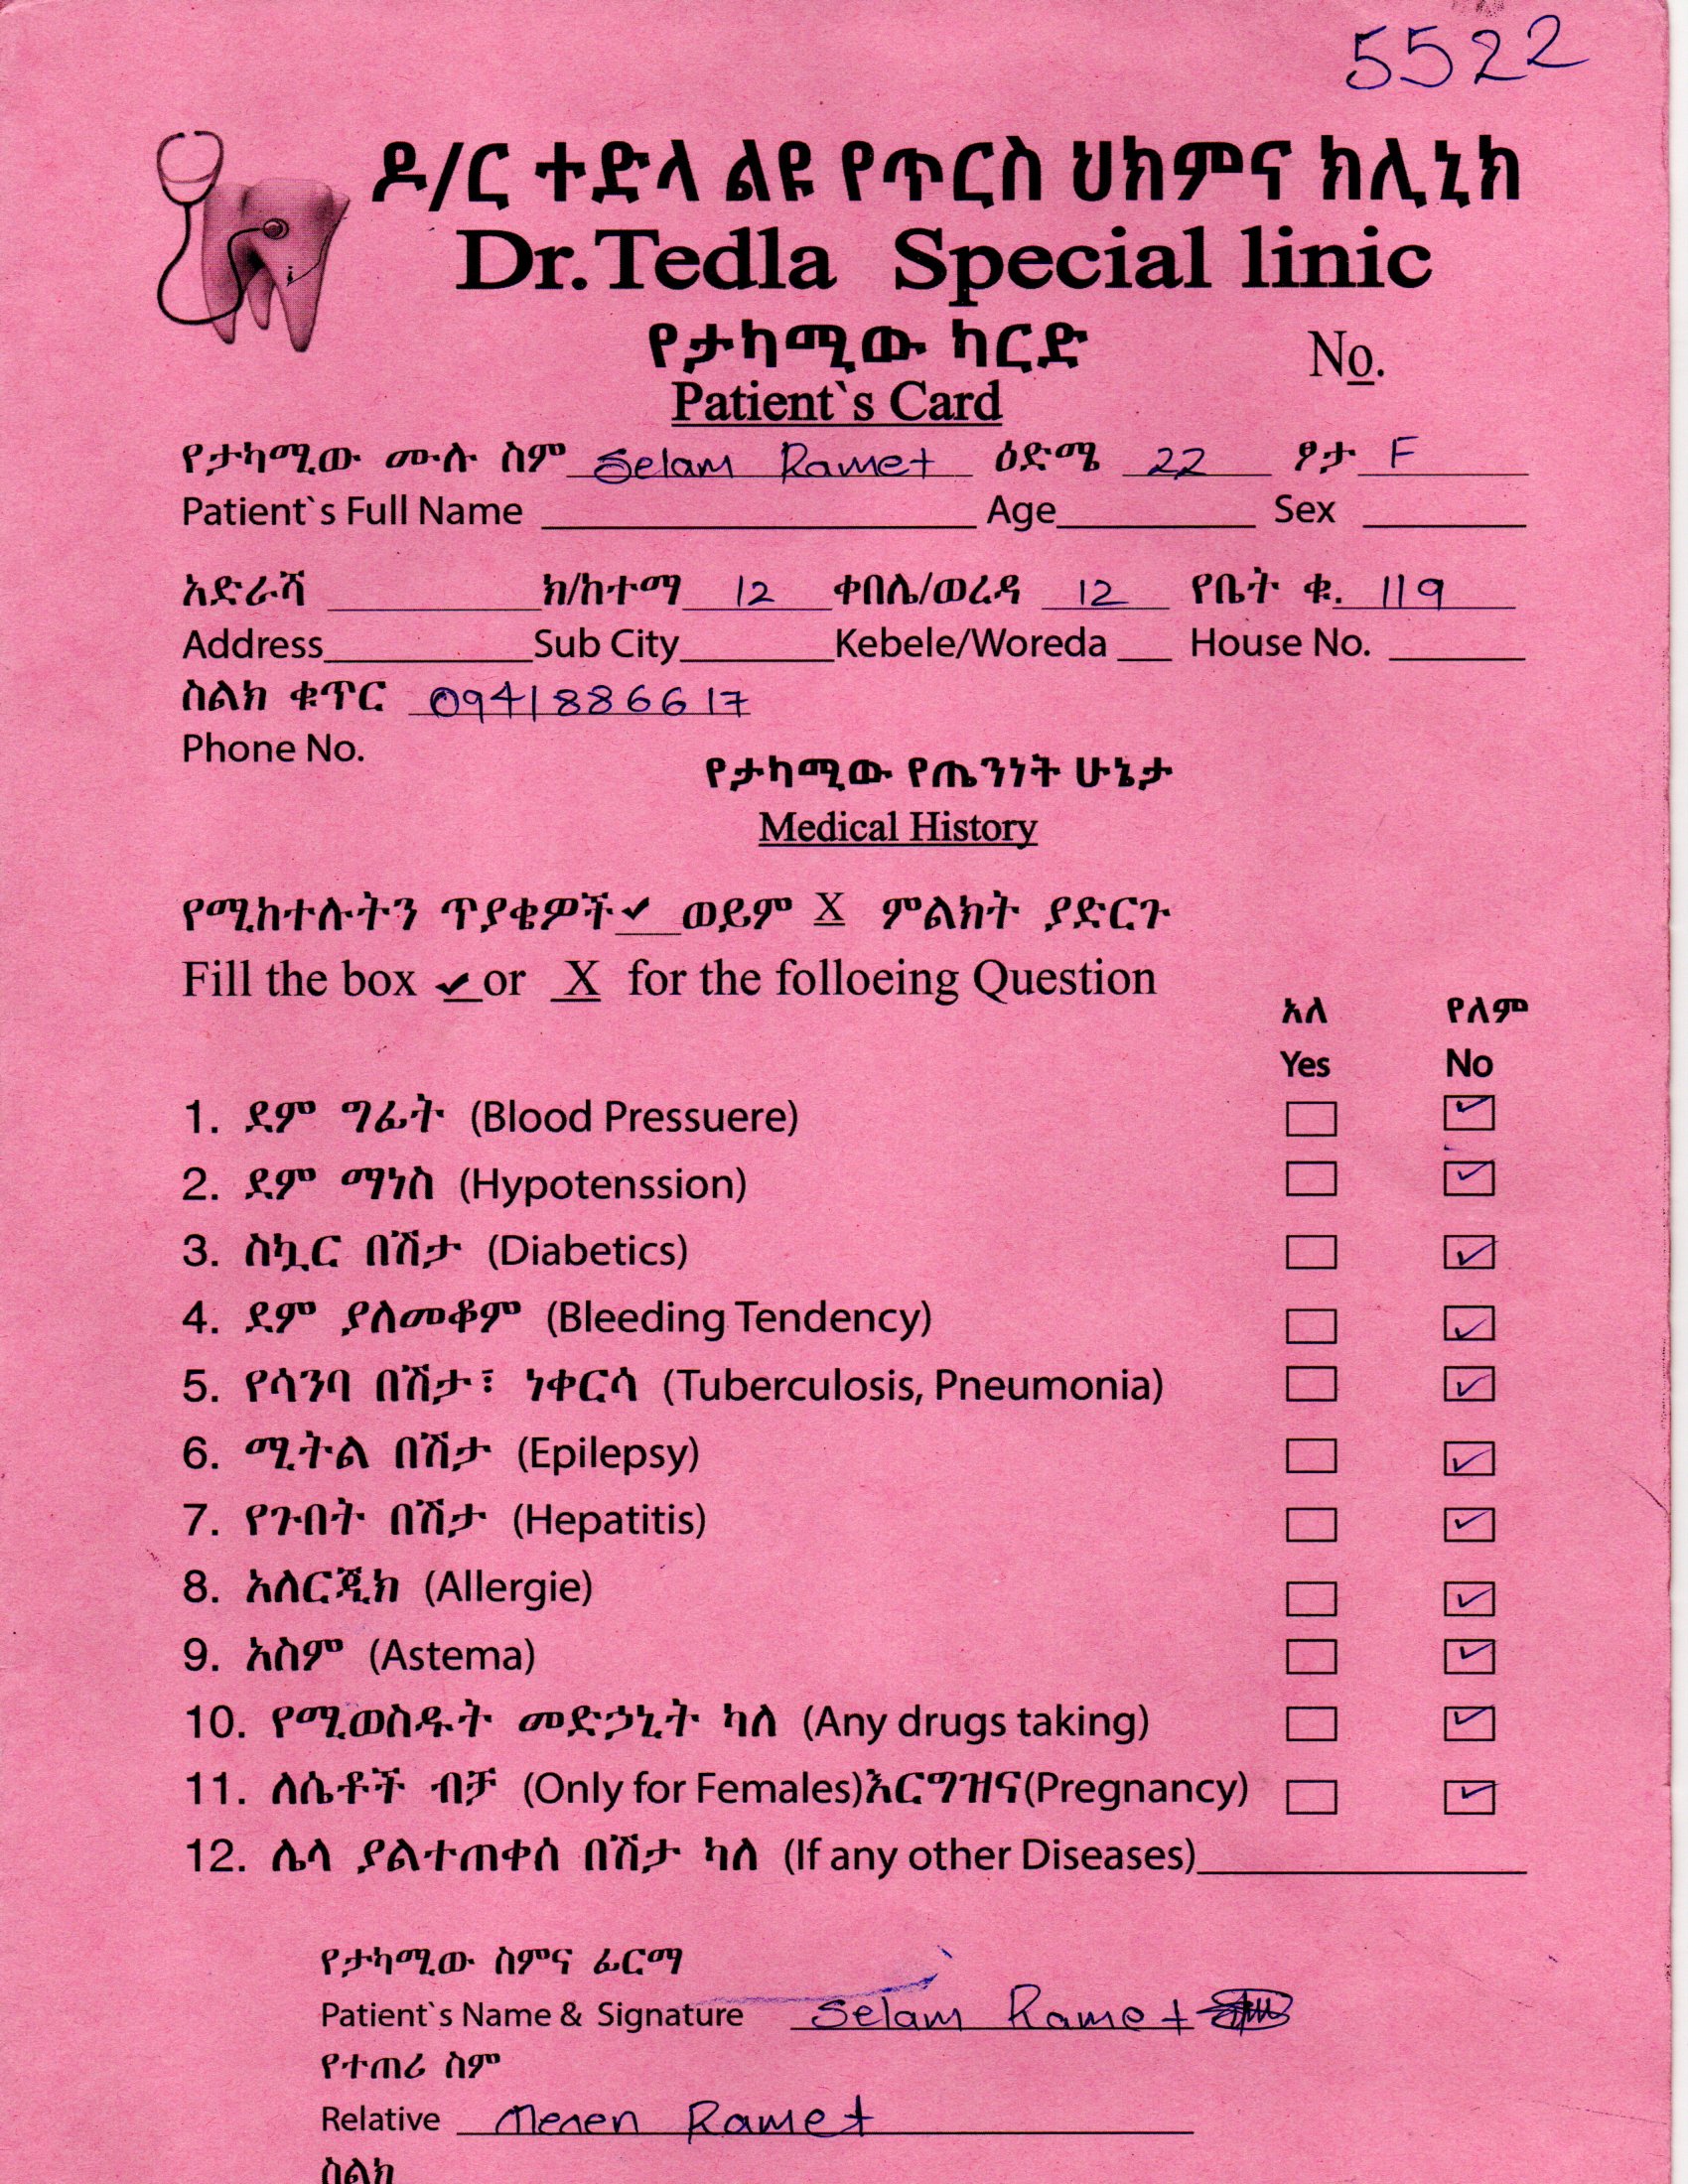 5522
ዶ/ር ተድላ ልዩ የጥርስ ህክምና ክሊኒክ
Dr.Tedla Special linic
የታካሚው ካርድ
No.
Patient`s Card
የታካሚው ሙሉ ስም Selam Ramet ዕድሜ 22 ፆታ F
Patient`s Full Name Age Sex
አድራሻ ክ/ከተማ 12 ቀበሌ/ወረዳ 12 የቤት ቁ. 119
Address Sub City Kebele/Woreda House No.
ስልክ ቁጥር 0941886617
Phone No.
የታካሚው የጤንነት ሁኔታ
Medical History
የሚከተሉትን ጥያቄዎች ✔ ወይም X ምልክት ያድርጉ
Fill the box ✔ or X for the folloeing Question
አለ የለም
Yes No
1. ደም ግፊት (Blood Pressuere) ✓
2. ደም ማነስ (Hypotenssion) ✓
3. ስኳር በሽታ (Diabetics) ✓
4. ደም ያለመቆም (Bleeding Tendency) ✓
5. የሳንባ በሽታ፣ ነቀርሳ (Tuberculosis, Pneumonia) ✓
6. ሚትል በሽታ (Epilepsy) ✓
7. የጉበት በሽታ (Hepatitis) ✓
8. አለርጂክ (Allergie) ✓
9. አስም (Astema) ✓
10. የሚወስዱት መድኃኒት ካለ (Any drugs taking) ✓
11. ለሴቶች ብቻ (Only for Females)እርግዝና(Pregnancy) ✓
12. ሌላ ያልተጠቀሰ በሽታ ካለ (If any other Diseases)
የታካሚው ስምና ፊርማ
Patient`s Name & Signature Selam Ramet
የተጠሪ ስም
Relative Menen Ramet
ስልክ